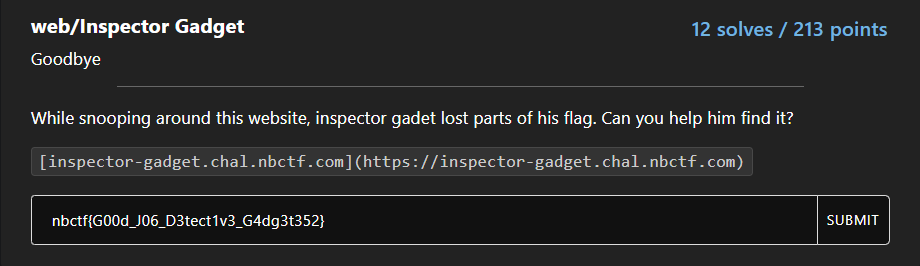 web/Inspector Gadget
12 solves / 213 points
Goodbye
While snooping around this website, inspector gadet lost parts of his flag. Can you help him find it?
[inspector-gadget.chal.nbctf.com](https://inspector-gadget.chal.nbctf.com)
nbctf{G00d_J06_D3tect1v3_G4dg3t352}
SUBMIT